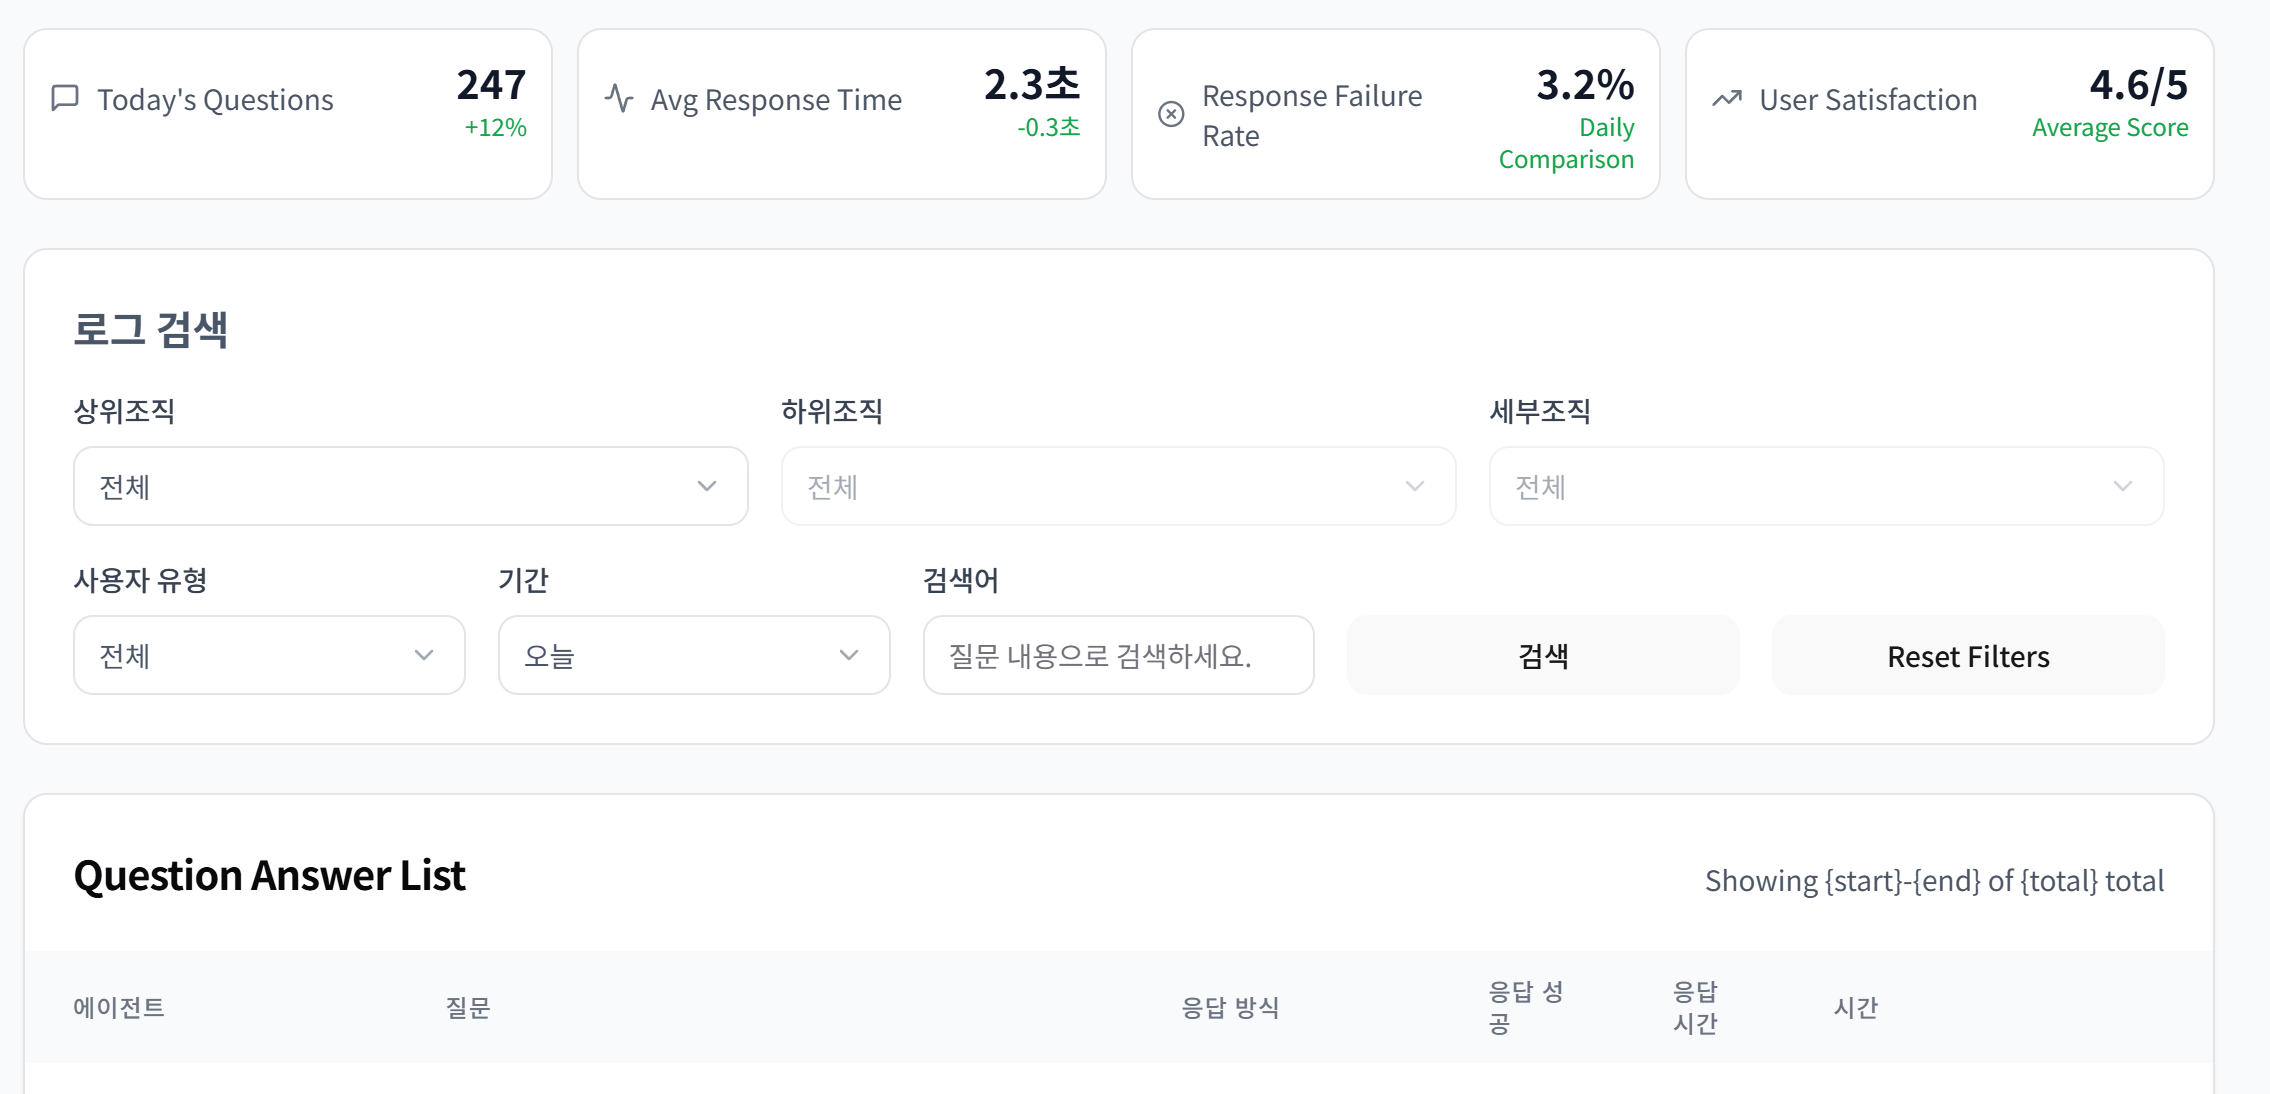 Today's Questions
247
+12%
Avg Response Time
2.3초
-0.3초
Response Failure
Rate
3.2%
Daily
Comparison
User Satisfaction
4.6/5
Average Score
로그 검색
상위조직
하위조직
세부조직
전체
전체
전체
사용자 유형
기간
검색어
전체
오늘
질문 내용으로 검색하세요.
검색
Reset Filters
Question Answer List
Showing {start}-{end} of {total} total
에이전트
질문
응답 방식
응답 성
공
응답
시간
시간